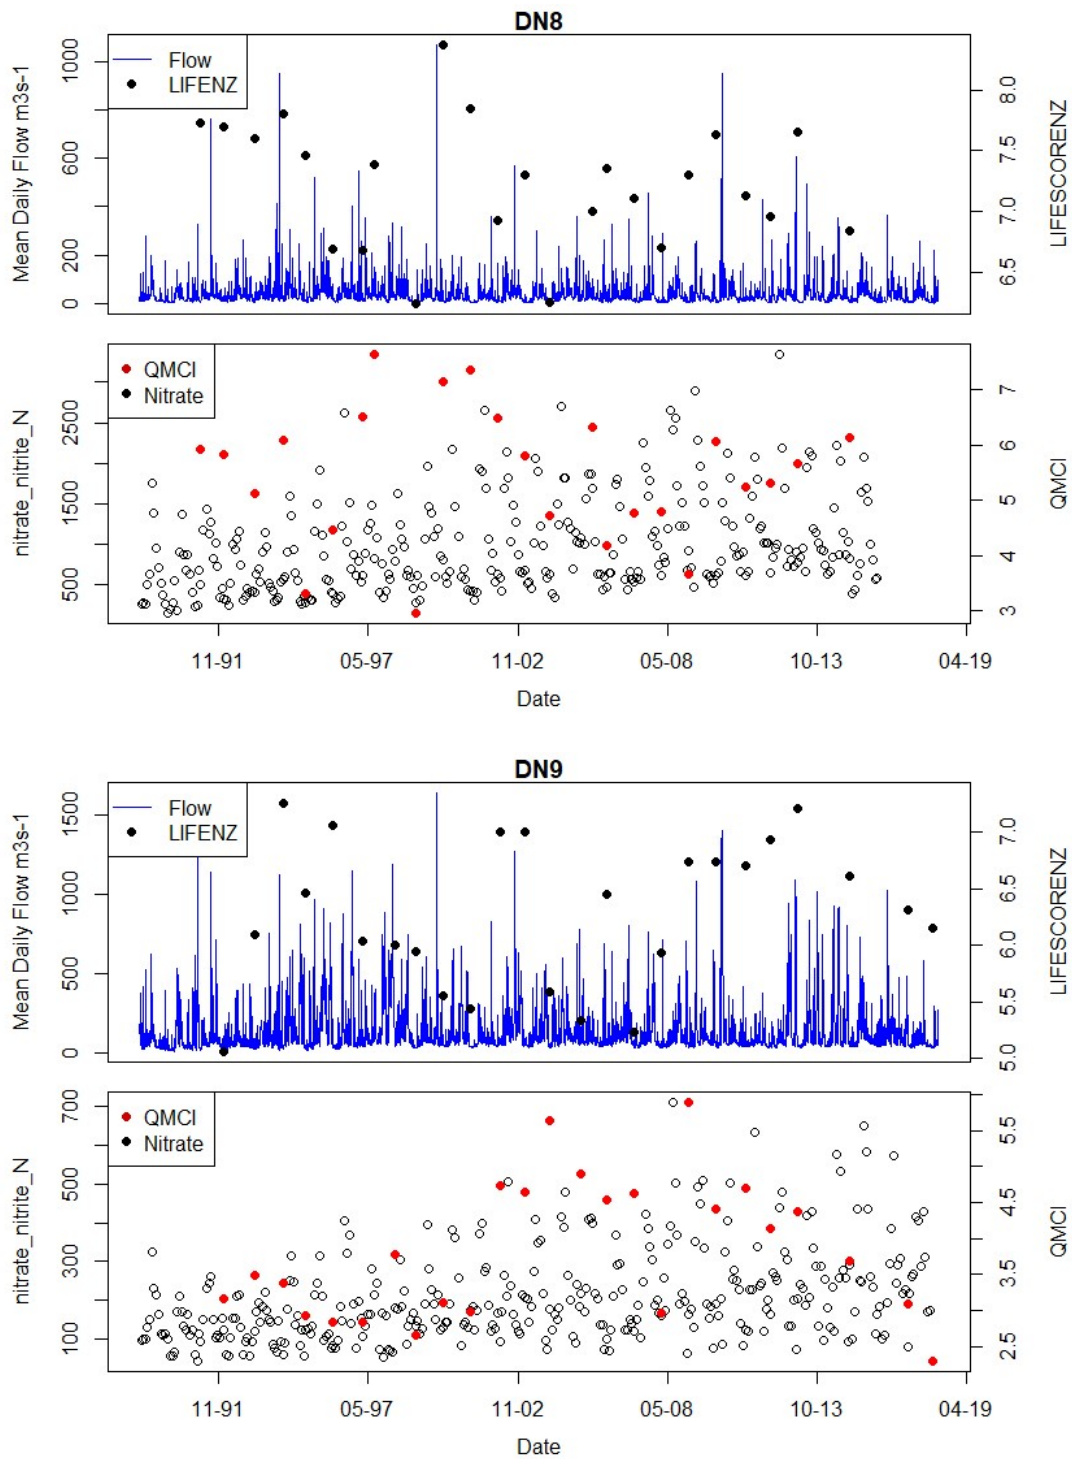 DN8
Flow
LIFENZ
Mean Daily Flow m3s-1
0
200
600
1000
6.5
7.0
7.5
8.0
LIFESCORENZ
QMCI
Nitrate
nitrate_nitrite_N
500
1500
2500
3
4
5
6
7
QMCI
11-91 05-97 11-02 05-08 10-13 04-19
Date
DN9
Flow
LIFENZ
Mean Daily Flow m3s-1
0
500
1000
1500
5.0
5.5
6.0
6.5
7.0
LIFESCORENZ
QMCI
Nitrate
nitrate_nitrite_N
100
300
500
700
2.5
3.5
4.5
5.5
QMCI
11-91 05-97 11-02 05-08 10-13 04-19
Date